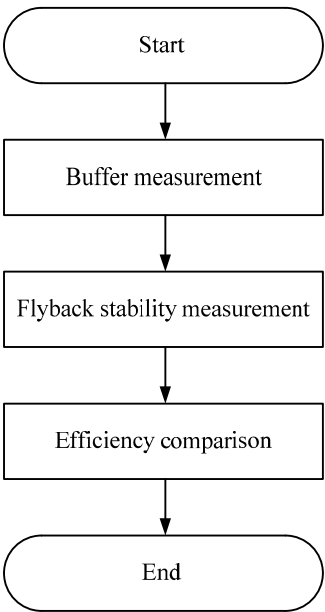 Start
Buffer measurement
Flyback stability measurement
Efficiency comparison
End